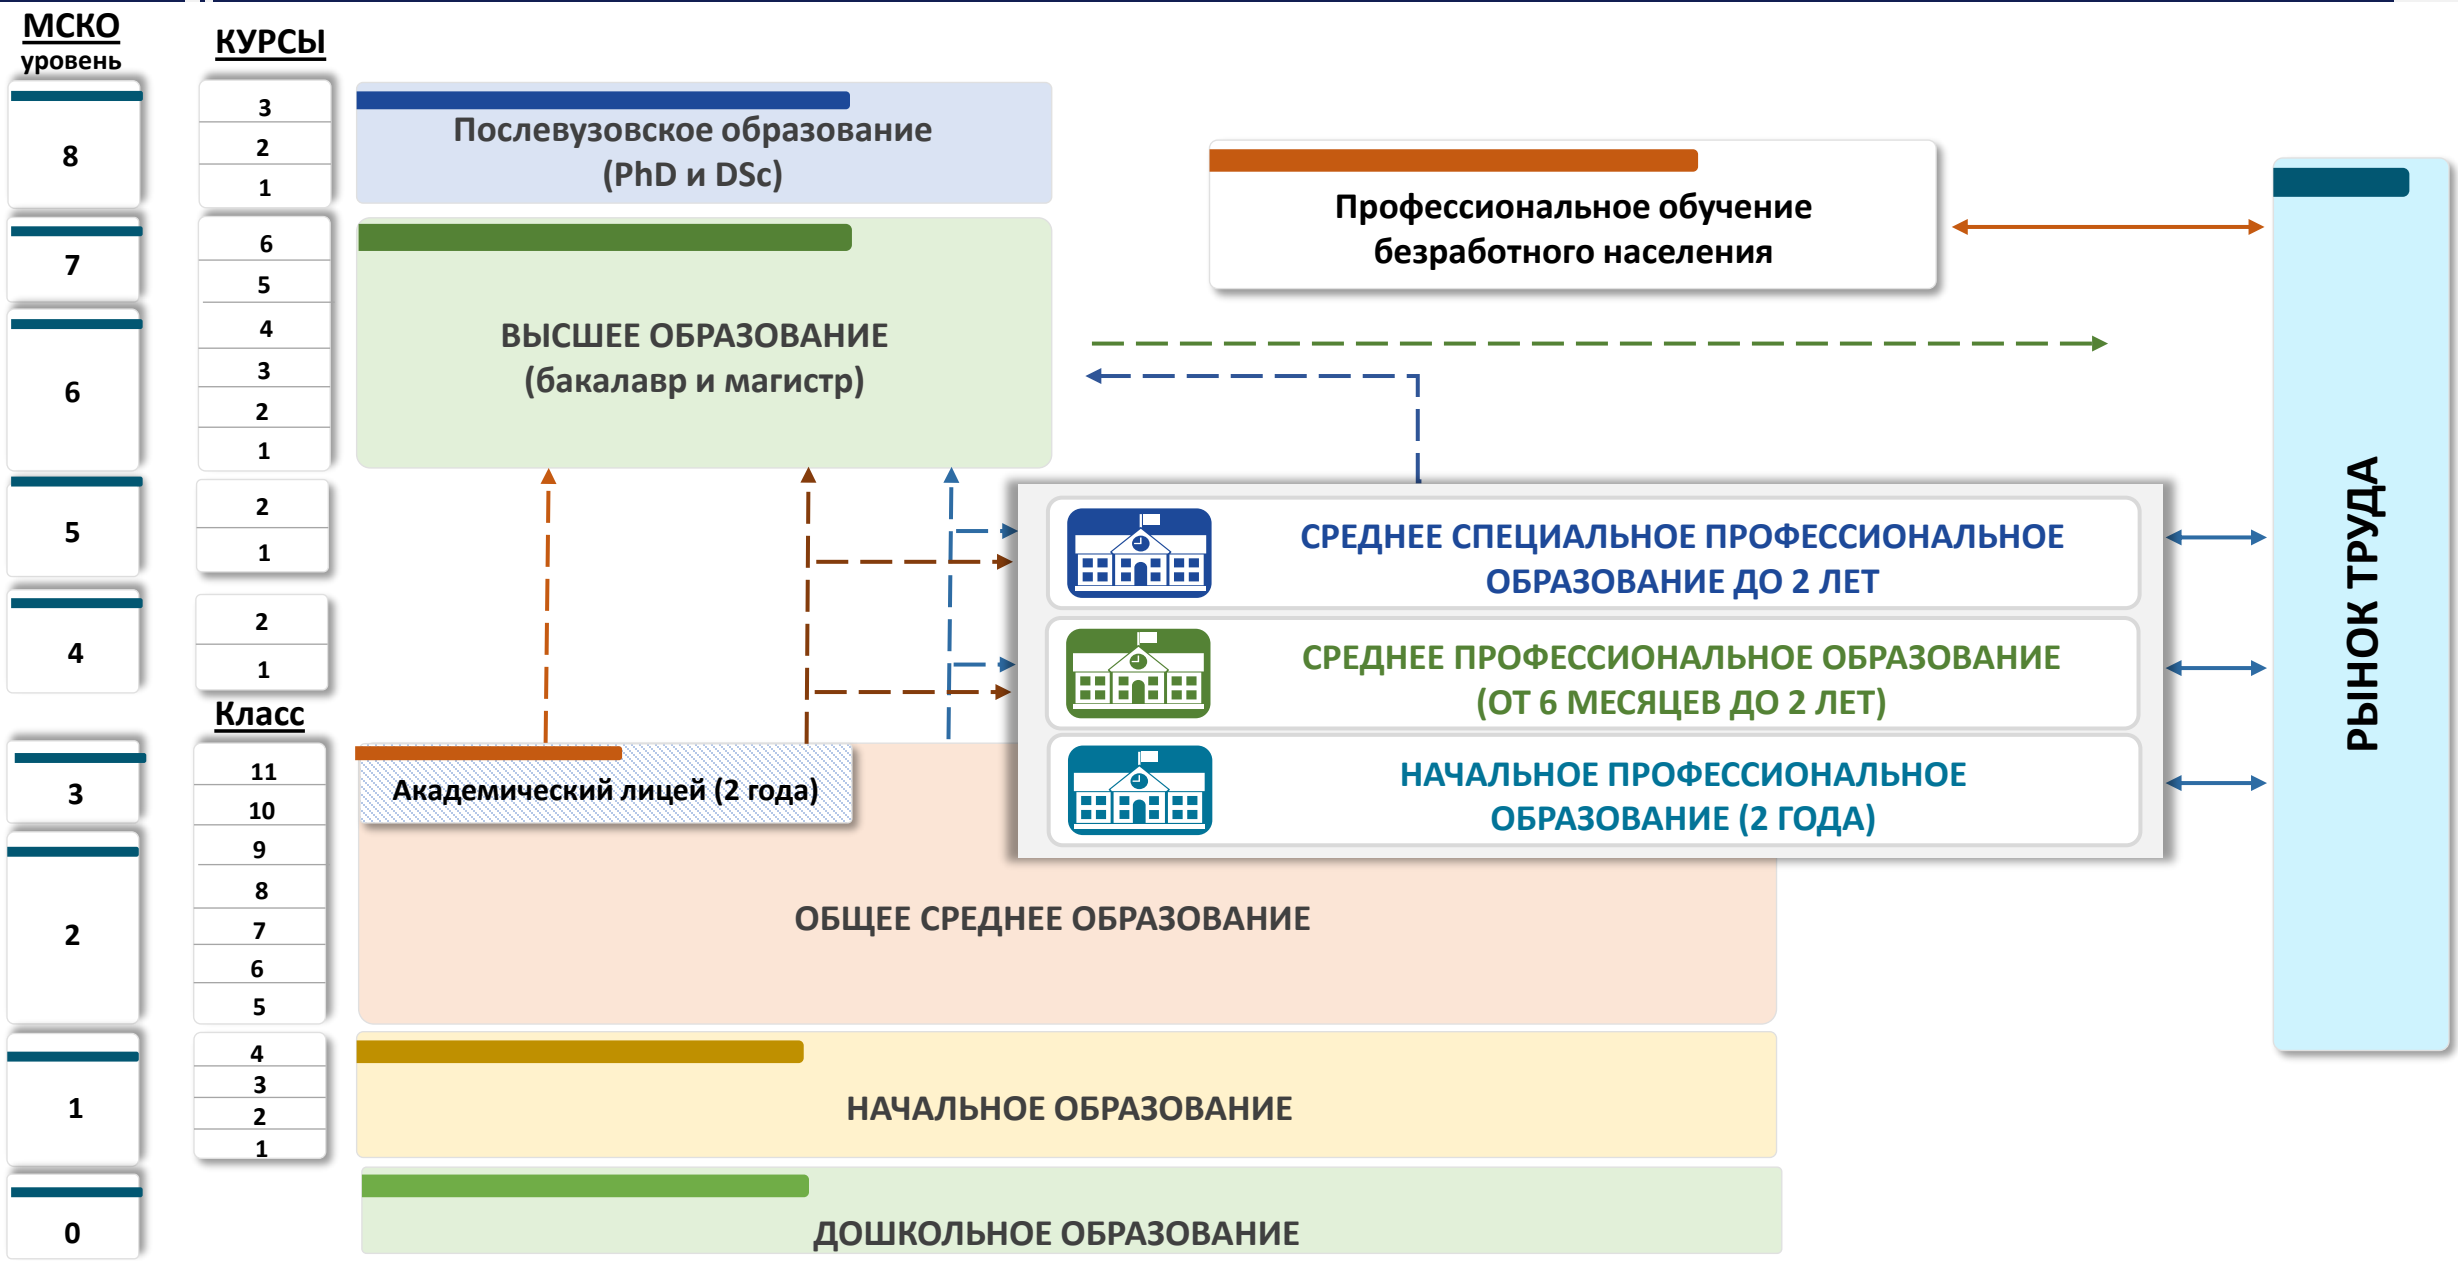 МСКО
уровень
КУРСЫ
8
3
2
1
Послевузовское образование
(PhD и DSc)
Профессиональное обучение
безработного населения
7
6
5
4
3
2
1
6
ВЫСШЕЕ ОБРАЗОВАНИЕ
(бакалавр и магистр)
5
2
1
СРЕДНЕЕ СПЕЦИАЛЬНОЕ ПРОФЕССИОНАЛЬНОЕ
ОБРАЗОВАНИЕ ДО 2 ЛЕТ
4
2
1
СРЕДНЕЕ ПРОФЕССИОНАЛЬНОЕ ОБРАЗОВАНИЕ
(ОТ 6 МЕСЯЦЕВ ДО 2 ЛЕТ)
РЫНОК ТРУДА
Класс
3
11
10
Академический лицей (2 года)
НАЧАЛЬНОЕ ПРОФЕССИОНАЛЬНОЕ
ОБРАЗОВАНИЕ (2 ГОДА)
2
9
8
7
6
5
ОБЩЕЕ СРЕДНЕЕ ОБРАЗОВАНИЕ
1
4
3
2
1
НАЧАЛЬНОЕ ОБРАЗОВАНИЕ
0
ДОШКОЛЬНОЕ ОБРАЗОВАНИЕ